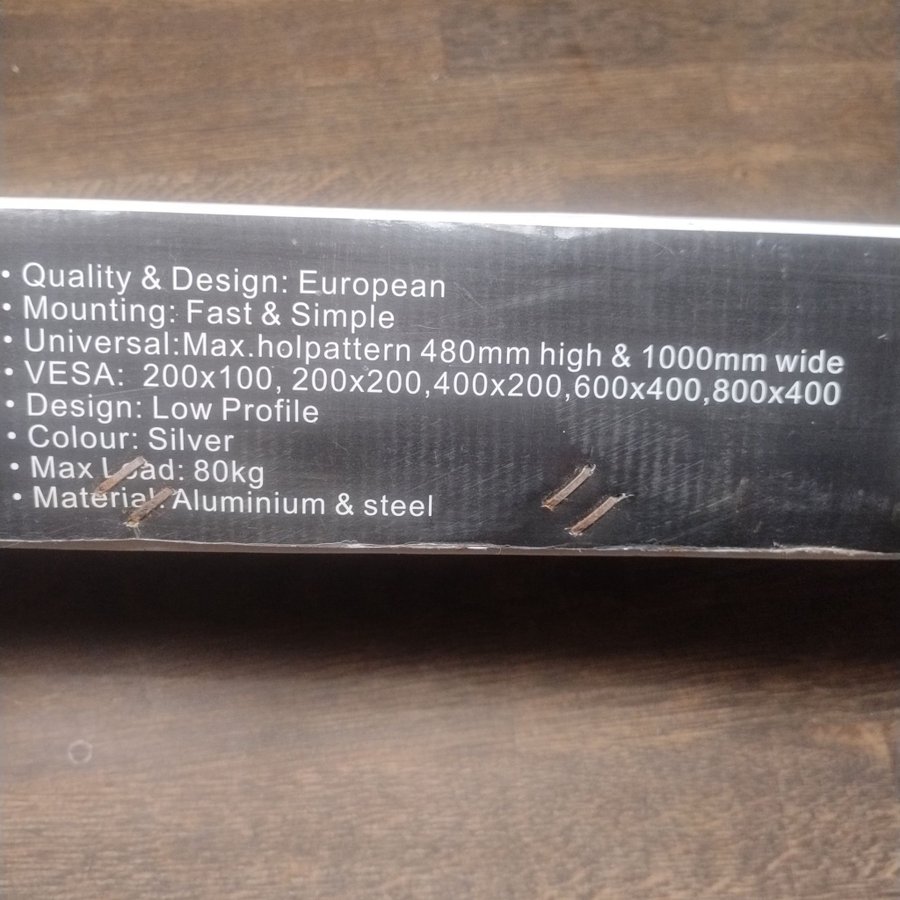 • Quality & Design: European
• Mounting: Fast & Simple
• Universal:Max.holpattern 480mm high & 1000mm wide
• VESA: 200x100, 200x200,400x200,600x400,800x400
• Design: Low Profile
• Colour: Silver
• Max Load: 80kg
• Material: Aluminium & steel